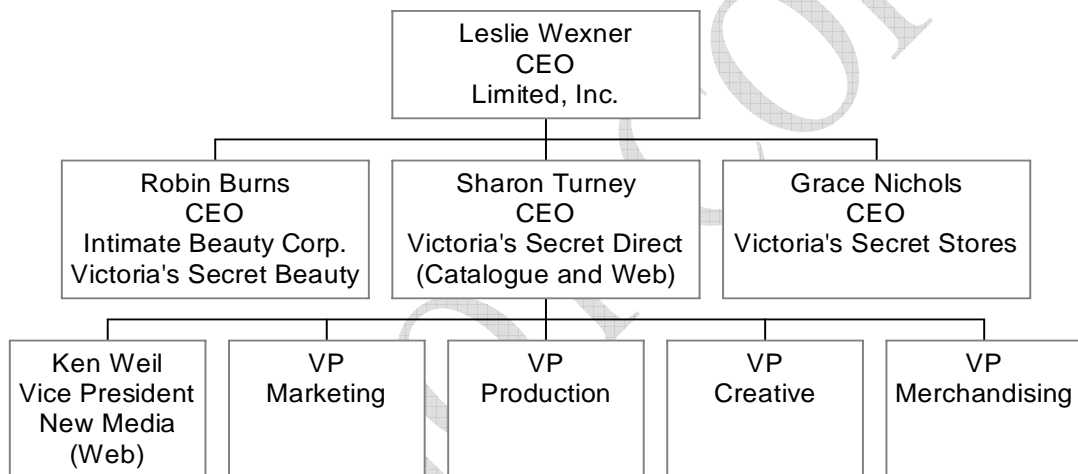 Leslie Wexner
CEO
Limited, Inc.
Robin Burns
CEO
Intimate Beauty Corp.
Victoria's Secret Beauty
Sharon Turney
CEO
Victoria's Secret Direct
(Catalogue and Web)
Grace Nichols
CEO
Victoria's Secret Stores
Ken Weil
Vice President
New Media
(Web)
VP
Marketing
VP
Production
VP
Creative
VP
Merchandising